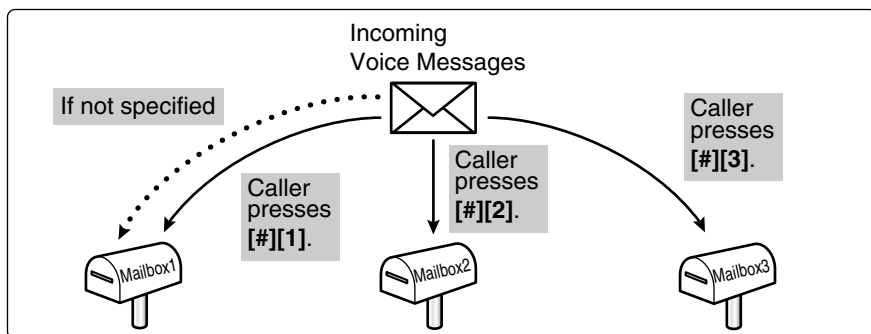 Incoming
Voice Messages
If not specified
Caller
presses
[#][1].
Caller
presses
[#][2].
Caller
presses
[#][3].
Mailbox1
Mailbox2
Mailbox3